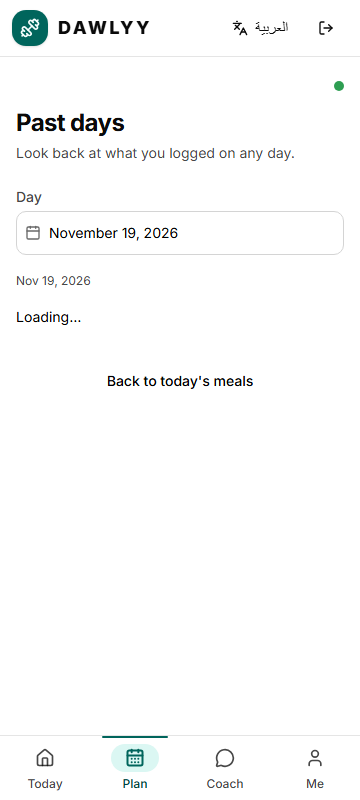 DAWLYY
العربية
Past days
Look back at what you logged on any day.
Day
November 19, 2026
Nov 19, 2026
Loading...
Back to today's meals
Today
Plan
Coach
Me